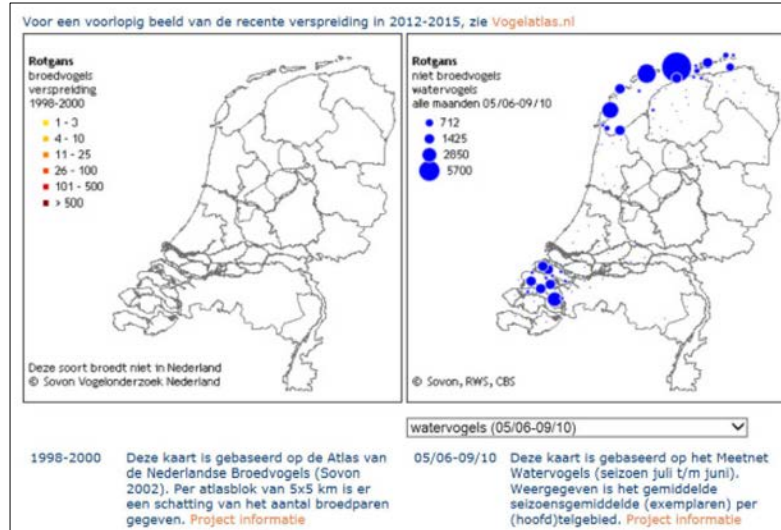 Voor een voorlopig beeld van de recente verspreiding in 2012-2015, zie Vogelatlas.nl
Rotgans
broedvogels
verspreiding
1998-2000
1 - 3
4 - 10
11 - 25
26 - 100
101 - 500
> 500
Deze soort broedt niet in Nederland
© Sovon Vogelonderzoek Nederland
Rotgans
niet broedvogels
watervogels
alle maanden 05/06-09/10
712
1425
2850
5700
© Sovon, RWS, CBS
watervogels (05/06-09/10)
1998-2000 Deze kaart is gebaseerd op de Atlas van
de Nederlandse Broedvogels (Sovon
2002). Per atlasblok van 5x5 km is er
een schatting van het aantal broedparen
gegeven. Project informatie
05/06-09/10 Deze kaart is gebaseerd op het Meetnet
Watervogels (seizoen juli t/m juni).
Weergegeven is het gemiddelde
seizoensgemiddelde (exemplaren) per
(hoofd)telgebied. Project informatie